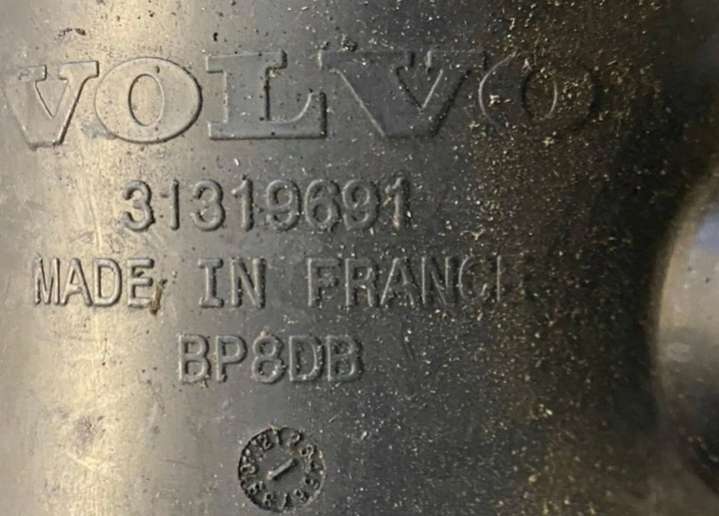 VOLVO
31319691
MADE IN FRANCE
BP8DB